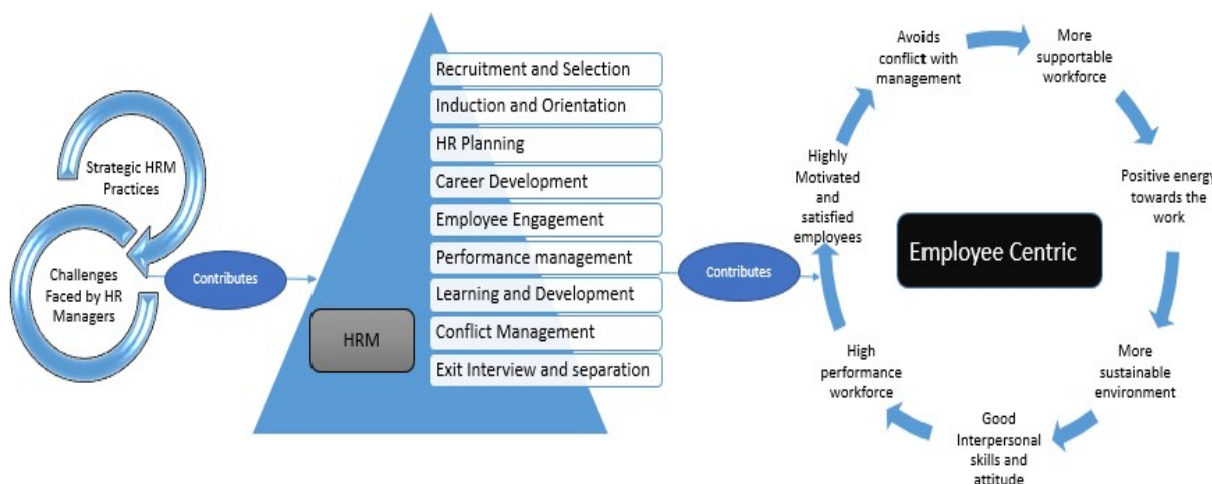 Strategic HRM
Practices
Challenges
Faced by HR
Managers
Contributes
HRM
Recruitment and Selection
Induction and Orientation
HR Planning
Career Development
Employee Engagement
Performance management
Learning and Development
Conflict Management
Exit Interview and separation
Contributes
Employee Centric
Avoids
conflict with
management
More
supportable
workforce
Positive energy
towards the
work
More
sustainable
environment
Good
Interpersonal
skills and
attitude
High
performance
workforce
Highly
Motivated
and
satisfied
employees